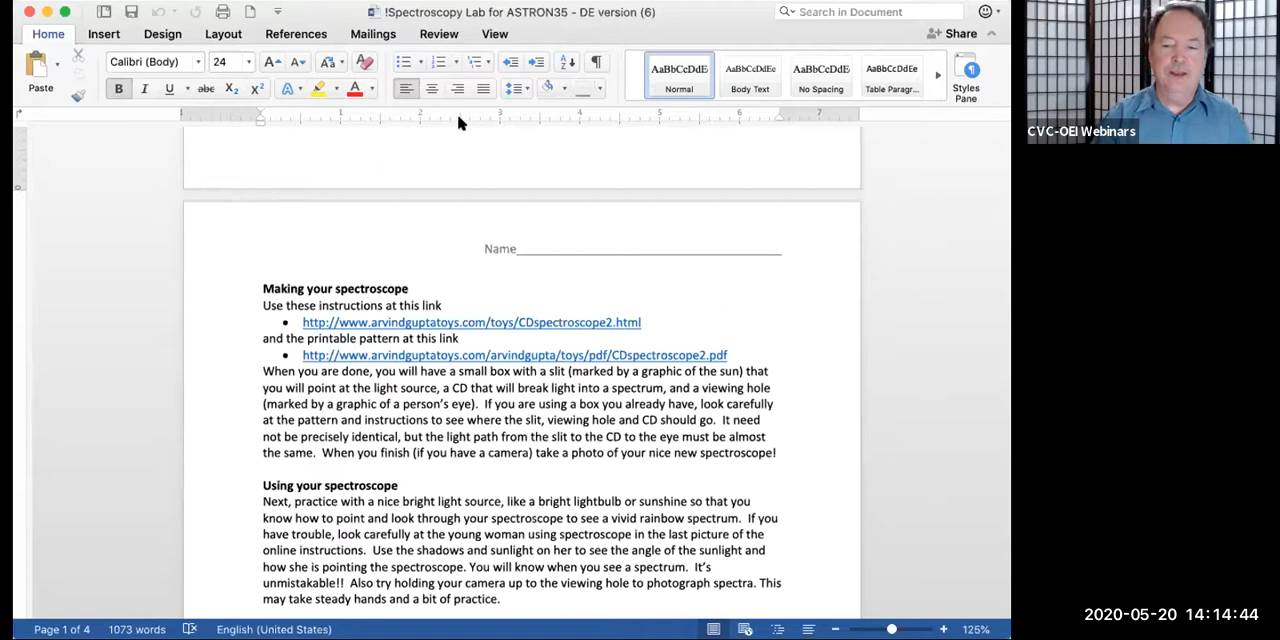 !Spectroscopy Lab for ASTRON35 - DE version (6)
Search in Document
Home Insert Design Layout References Mailings Review View
Share
Paste
Calibri (Body) 24
AaBbCcDdE AaBbCcDdEe AaBbCcDdE AaBbCcDdEe
Normal Body Text No Spacing Table Paragr...
Styles Pane
B I U abc X2 X2 A A
1 1 2 3 4 5 6 7
CVC-OEI Webinars
Name
Making your spectroscope
Use these instructions at this link
• http://www.arvindguptatoys.com/toys/CDspectroscope2.html
and the printable pattern at this link
• http://www.arvindguptatoys.com/arvindgupta/toys/pdf/CDspectroscope2.pdf
When you are done, you will have a small box with a slit (marked by a graphic of the sun) that
you will point at the light source, a CD that will break light into a spectrum, and a viewing hole
(marked by a graphic of a person's eye). If you are using a box you already have, look carefully
at the pattern and instructions to see where the slit, viewing hole and CD should go. It need
not be precisely identical, but the light path from the slit to the CD to the eye must be almost
the same. When you finish (if you have a camera) take a photo of your nice new spectroscope!
Using your spectroscope
Next, practice with a nice bright light source, like a bright lightbulb or sunshine so that you
know how to point and look through your spectroscope to see a vivid rainbow spectrum. If you
have trouble, look carefully at the young woman using spectroscope in the last picture of the
online instructions. Use the shadows and sunlight on her to see the angle of the sunlight and
how she is pointing the spectroscope. You will know when you see a spectrum. It's
unmistakable!! Also try holding your camera up to the viewing hole to photograph spectra. This
may take steady hands and a bit of practice.
Page 1 of 4 1073 words English (United States) 125%
2020-05-20 14:14:44